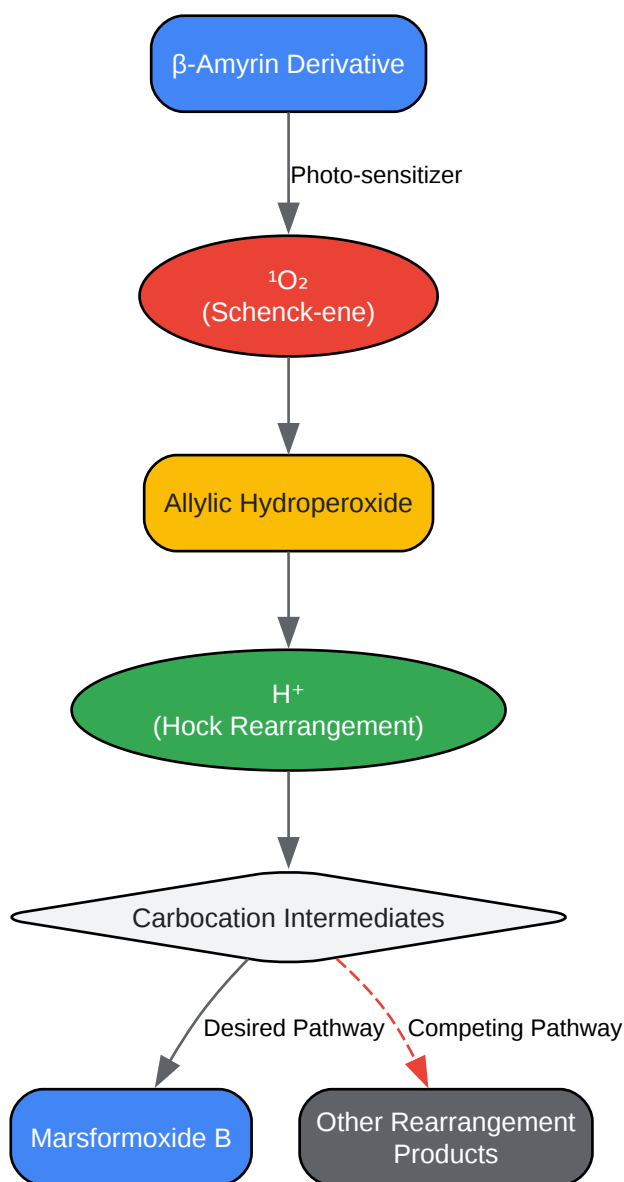 β-Amyrin Derivative
Photo-sensitizer
¹O₂
(Schenck-ene)
Allylic Hydroperoxide
H⁺
(Hock Rearrangement)
Carbocation Intermediates
Desired Pathway
Competing Pathway
Marsformoxide B
Other Rearrangement
Products